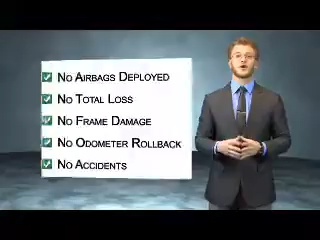 No Airbags Deployed
No Total Loss
No Frame Damage
No Odometer Rollback
No Accidents